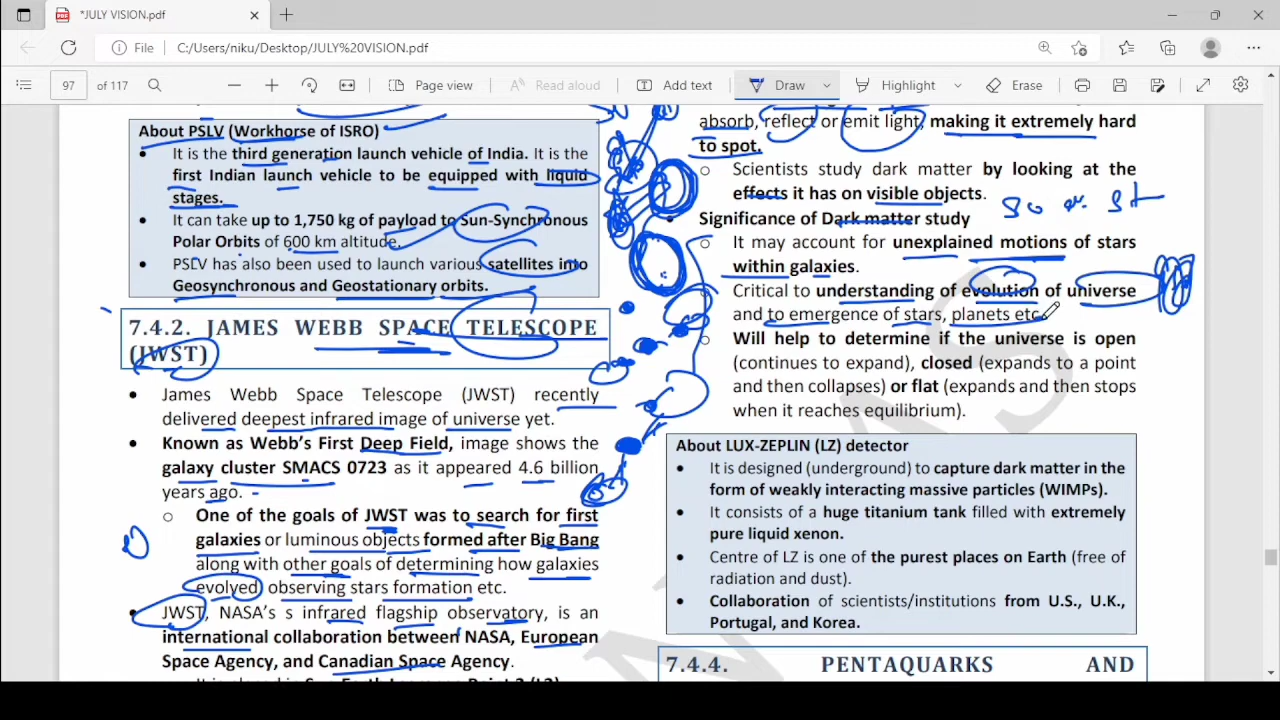 *JULY VISION.pdf
File
C:/Users/niku/Desktop/JULY%20VISION.pdf
97 of 117
Page view
Read aloud
Add text
Draw
Highlight
Erase
About PSLV (Workhorse of ISRO)
• It is the third generation launch vehicle of India. It is the
first Indian launch vehicle to be equipped with liquid
stages.
• It can take up to 1,750 kg of payload to Sun-Synchronous
Polar Orbits of 600 km altitude.
• PSLV has also been used to launch various satellites into
Geosynchronous and Geostationary orbits.
7.4.2. JAMES WEBB SPACE TELESCOPE
(JWST)
• James Webb Space Telescope (JWST) recently
delivered deepest infrared image of universe yet.
• Known as Webb's First Deep Field, image shows the
galaxy cluster SMACS 0723 as it appeared 4.6 billion
years ago.
o One of the goals of JWST was to search for first
galaxies or luminous objects formed after Big Bang
along with other goals of determining how galaxies
evolved observing stars formation etc.
• JWST, NASA's s infrared flagship observatory, is an
international collaboration between NASA, European
Space Agency, and Canadian Space Agency.
absorb, reflect or emit light, making it extremely hard
to spot.
o Scientists study dark matter by looking at the
effects it has on visible objects.
• Significance of Dark matter study
o It may account for unexplained motions of stars
within galaxies.
o Critical to understanding of evolution of universe
and to emergence of stars, planets etc.
o Will help to determine if the universe is open
(continues to expand), closed (expands to a point
and then collapses) or flat (expands and then stops
when it reaches equilibrium).
About LUX-ZEPLIN (LZ) detector
• It is designed (underground) to capture dark matter in the
form of weakly interacting massive particles (WIMPs).
• It consists of a huge titanium tank filled with extremely
pure liquid xenon.
• Centre of LZ is one of the purest places on Earth (free of
radiation and dust).
• Collaboration of scientists/institutions from U.S., U.K.,
Portugal, and Korea.
7.4.4. PENTAQUARKS AND